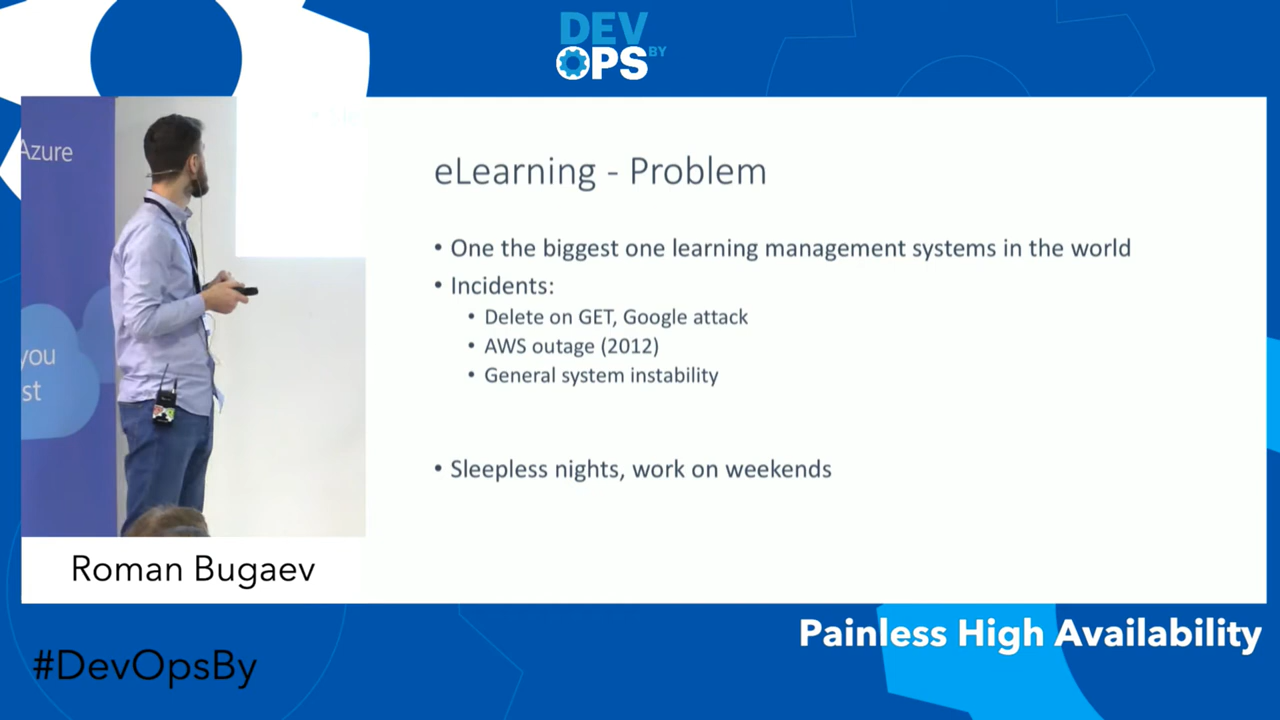 DEV
OPS BY
Azure
you
st
eLearning - Problem
• One the biggest one learning management systems in the world
• Incidents:
• Delete on GET, Google attack
• AWS outage (2012)
• General system instability
• Sleepless nights, work on weekends
Roman Bugaev
Painless High Availability
#DevOpsBy